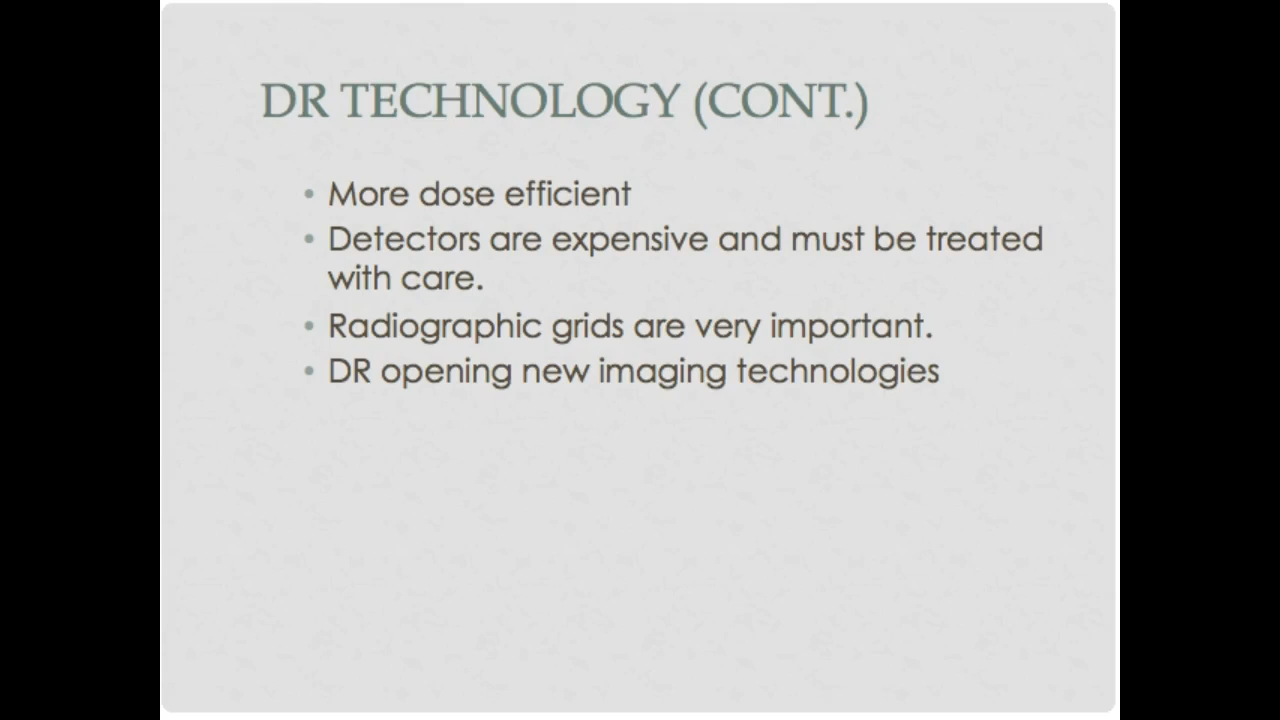 DR TECHNOLOGY (CONT.)
• More dose efficient
• Detectors are expensive and must be treated
with care.
• Radiographic grids are very important.
• DR opening new imaging technologies